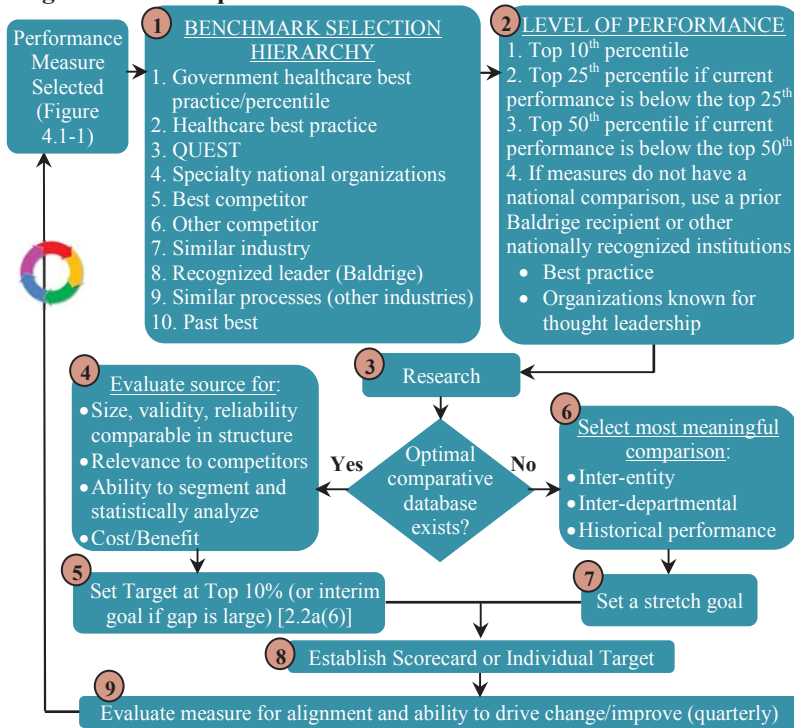 Performance
Measure
Selected
(Figure
4.1-1)
1
BENCHMARK SELECTION
HIERARCHY
1. Government healthcare best
practice/percentile
2. Healthcare best practice
3. QUEST
4. Specialty national organizations
5. Best competitor
6. Other competitor
7. Similar industry
8. Recognized leader (Baldrige)
9. Similar processes (other industries)
10. Past best
2
LEVEL OF PERFORMANCE
1. Top 10th percentile
2. Top 25th percentile if current
performance is below the top 25th
3. Top 50th percentile if current
performance is below the top 50th
4. If measures do not have a
national comparison, use a prior
Baldrige recipient or other
nationally recognized institutions
• Best practice
• Organizations known for
thought leadership
3
Research
Optimal
comparative
database
exists?
Yes
No
4
Evaluate source for:
• Size, validity, reliability
comparable in structure
• Relevance to competitors
• Ability to segment and
statistically analyze
• Cost/Benefit
5
Set Target at Top 10% (or interim
goal if gap is large) [2.2a(6)]
6
Select most meaningful
comparison:
• Inter-entity
• Inter-departmental
• Historical performance
7
Set a stretch goal
8
Establish Scorecard or Individual Target
9
Evaluate measure for alignment and ability to drive change/improve (quarterly)